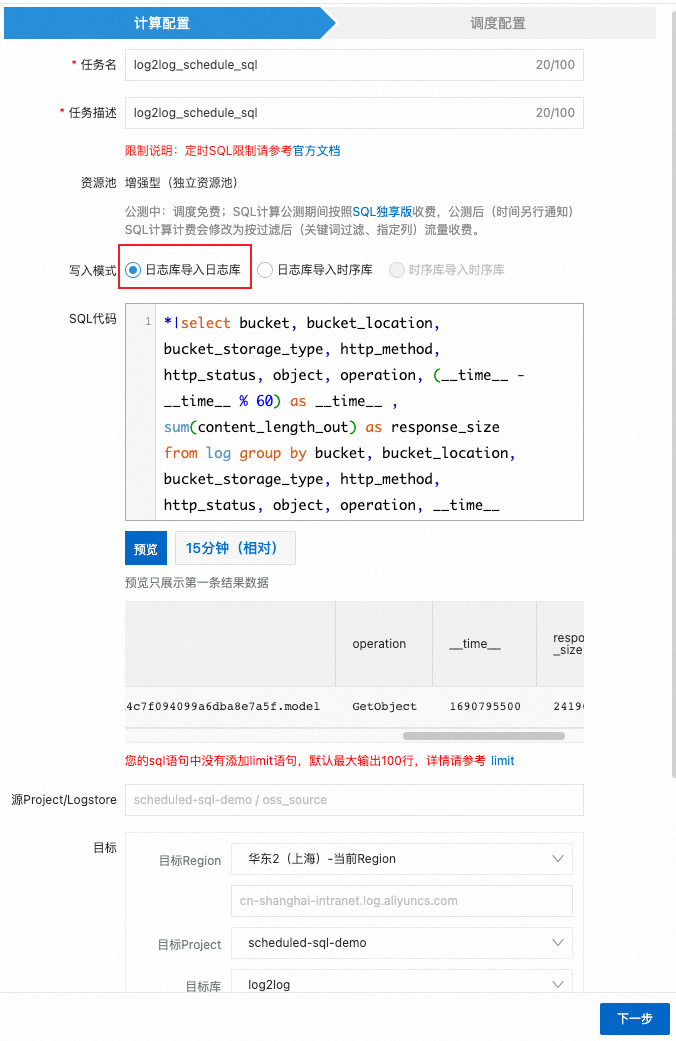 计算配置
调度配置
* 任务名
log2log_schedule_sql
20/100
* 任务描述
log2log_schedule_sql
20/100
限制说明：定时SQL限制请参考官方文档
资源池
增强型（独立资源池）
公测中：调度免费；SQL计算公测期间按照SQL独享版收费，公测后（时间另行通知）
SQL计算计费会修改为按过滤后（关键词过滤、指定列）流量收费。
写入模式
日志库导入日志库
日志库导入时序库
时序库导入时序库
SQL代码
1
*|select bucket, bucket_location,
bucket_storage_type, http_method,
http_status, object, operation, (__time__ -
__time__ % 60) as __time__ ,
sum(content_length_out) as response_size
from log group by bucket, bucket_location,
bucket_storage_type, http_method,
http_status, object, operation, __time__
预览
15分钟（相对）
预览只展示第一条结果数据
operation
__time__
respo
_size
4c7f094099a6dba8e7a5f.model
GetObject
1690795500
2419
您的sql语句中没有添加limit语句，默认最大输出100行，详情请参考 limit
源Project/Logstore
scheduled-sql-demo / oss_source
目标
目标Region
华东2（上海）-当前Region
cn-shanghai-intranet.log.aliyuncs.com
目标Project
scheduled-sql-demo
目标库
log2log
下一步